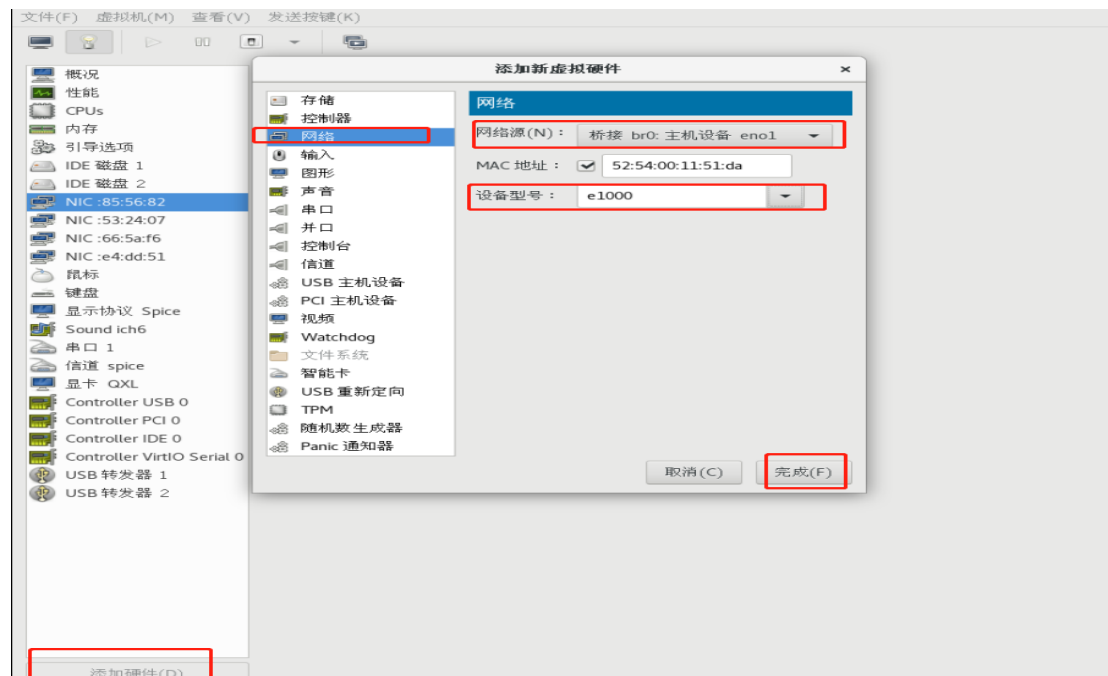 文件(F) 虚拟机(M) 查看(V) 发送按键(K)
概况
性能
CPUs
内存
引导选项
IDE 磁盘 1
IDE 磁盘 2
NIC :85:56:82
NIC :53:24:07
NIC :66:5a:f6
NIC :e4:dd:51
鼠标
键盘
显示协议 Spice
Sound ich6
串口 1
信道 spice
显卡 QXL
Controller USB 0
Controller PCI 0
Controller IDE 0
Controller VirtIO Serial 0
USB 转发器 1
USB 转发器 2
添加硬件(D)
添加新虚拟硬件
存储
控制器
网络
输入
图形
声音
串口
并口
控制台
信道
USB 主机设备
PCI 主机设备
视频
Watchdog
文件系统
智能卡
USB 重新定向
TPM
随机数生成器
Panic 通知器
网络
网络源(N)： 桥接 br0: 主机设备 eno1
MAC 地址： 52:54:00:11:51:da
设备型号： e1000
取消(C) 完成(F)